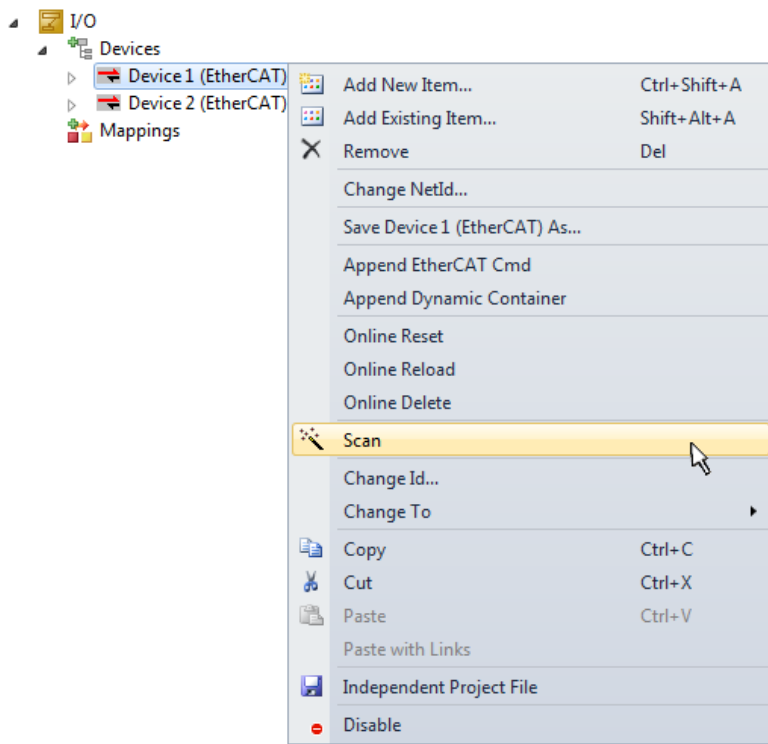 I/O
Devices
Device 1 (EtherCAT)
Device 2 (EtherCAT)
Mappings
Add New Item... Ctrl+Shift+A
Add Existing Item... Shift+Alt+A
Remove Del
Change NetId...
Save Device 1 (EtherCAT) As...
Append EtherCAT Cmd
Append Dynamic Container
Online Reset
Online Reload
Online Delete
Scan
Change Id...
Change To
Copy Ctrl+C
Cut Ctrl+X
Paste Ctrl+V
Paste with Links
Independent Project File
Disable